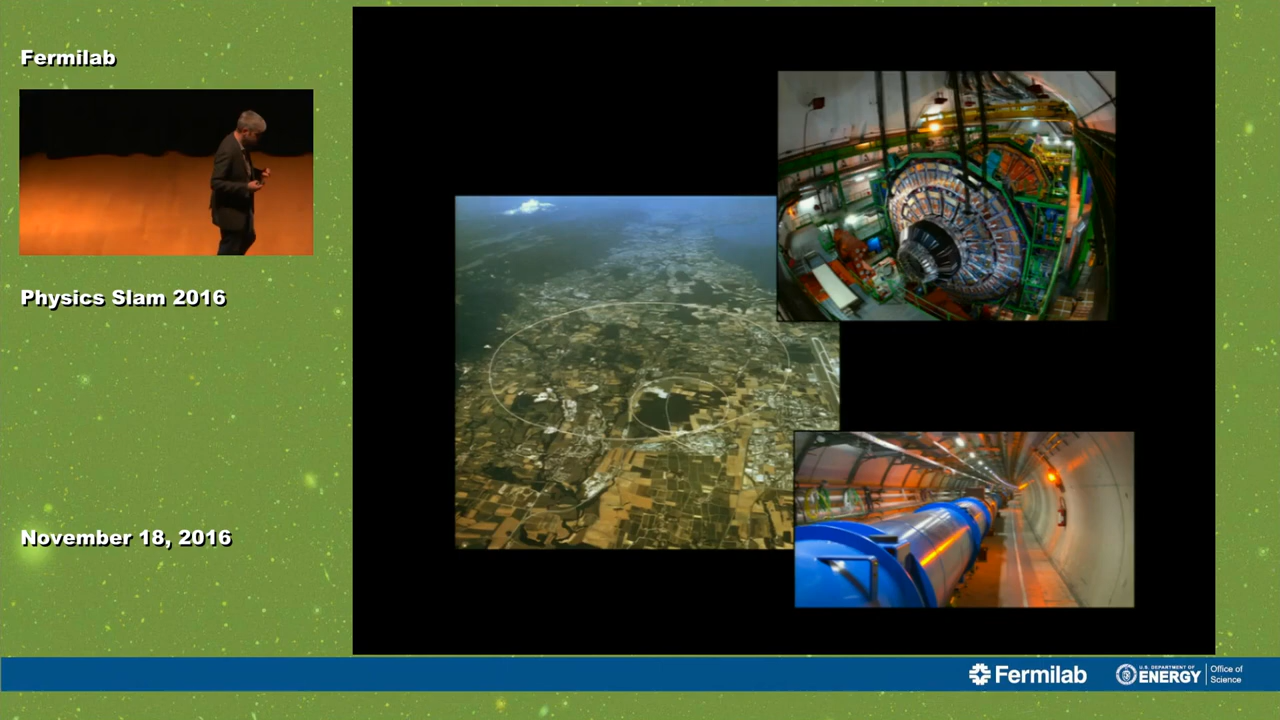 Fermilab
Physics Slam 2016
November 18, 2016
Fermilab
U.S. DEPARTMENT OF
ENERGY
Office of
Science